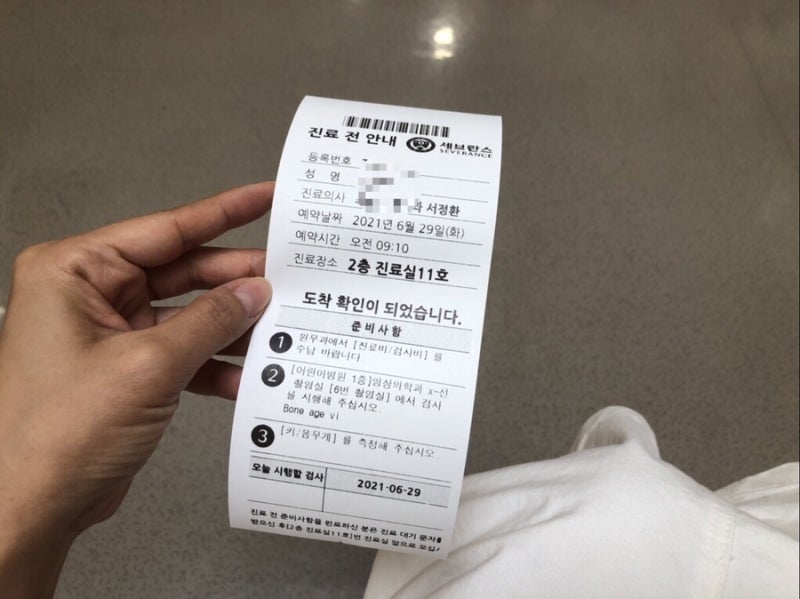 진료 전 안내
세브란스
SEVERANCE
등록번호
성 명
진료의사 과 서정환
예약날짜 2021년 6월 29일(화)
예약시간 오전 09:10
진료장소 2층 진료실11호
도착 확인이 되었습니다.
준비사항
1 원무과에서 [진료비/검사비] 를
수납 바랍니다.
2 [어린이병원 1층]영상의학과 x-선
촬영실 [6번 촬영실] 에서 검사
를 시행해 주십시오.
Bone age vi
3 [키/몸무게] 를 측정해 주십시오.
오늘 시행할 검사 2021-06-29
진료 전 준비사항을 완료하신 분은 진료 대기 문자를
받으신 후[2층 진료실11호]번 진료실 앞으로 오십시